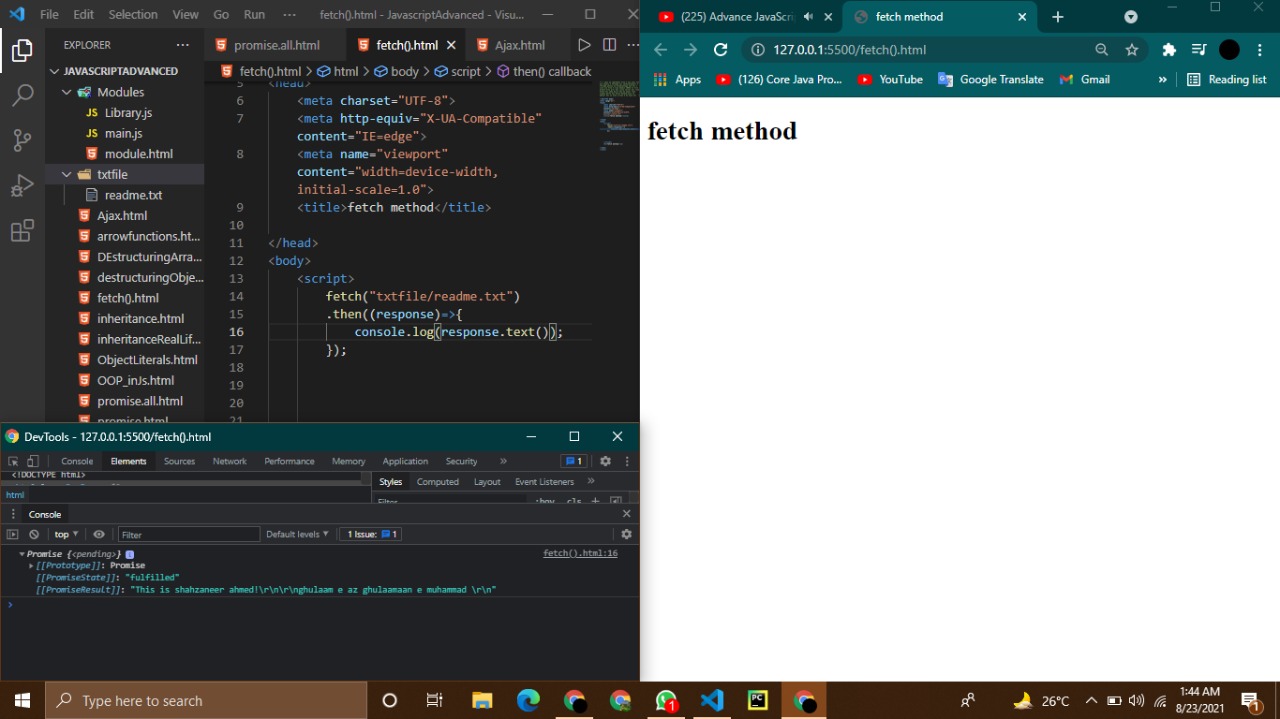 File Edit Selection View Go Run ··· fetch().html - JavascriptAdvanced - Visu...
EXPLORER ···
JAVASCRIPTADVANCED
Modules
JS Library.js
JS main.js
module.html
txtfile
readme.txt
Ajax.html
arrowfunctions.ht...
DEstructuringArra...
destructuringObje...
fetch().html
inheritance.html
inheritanceRealLif...
ObjectLiterals.html
OOP_inJs.html
promise.all.html
promise.html
promise.all.html fetch().html Ajax.html ···
fetch().html > html > body > script > then() callback
5 <head>
6 <meta charset="UTF-8">
7 <meta http-equiv="X-UA-Compatible"
content="IE=edge">
8 <meta name="viewport"
content="width=device-width,
initial-scale=1.0">
9 <title>fetch method</title>
10
11 </head>
12 <body>
13 <script>
14 fetch("txtfile/readme.txt")
15 .then((response)=>{
16 console.log(response.text());
17 });
18
19
20
21
DevTools - 127.0.0.1:5500/fetch().html
Console Elements Sources Network Performance Memory Application Security » 1
<!DOCTYPE html>
html
Styles Computed Layout Event Listeners »
Filter :hov .cls +
Console
top Filter Default levels 1 Issue: 1
Promise {<pending>} i fetch().html:16
[[Prototype]]: Promise
[[PromiseState]]: "fulfilled"
[[PromiseResult]]: "This is shahzaneer ahmed!\r\n\r\nghulaam e az ghulaamaan e muhammad \r\n"
>
(225) Advance JavaScri fetch method
127.0.0.1:5500/fetch().html
Apps (126) Core Java Pro... YouTube Google Translate Gmail » Reading list
fetch method
Type here to search
PC
1
26°C
1:44 AM
8/23/2021
1